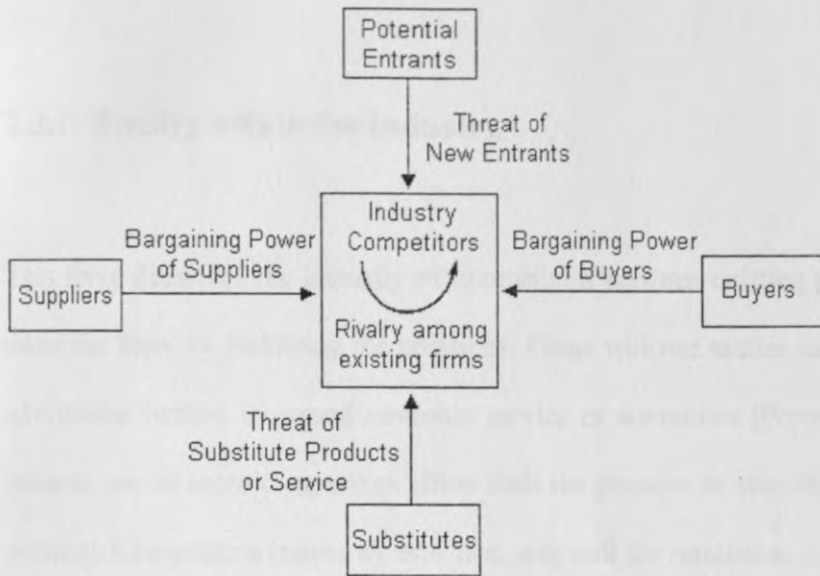 Potential
Entrants
Threat of
New Entrants
Industry
Competitors
Bargaining Power
of Suppliers
Bargaining Power
of Buyers
Suppliers
Buyers
Rivalry among
existing firms
Threat of
Substitute Products
or Service
Substitutes